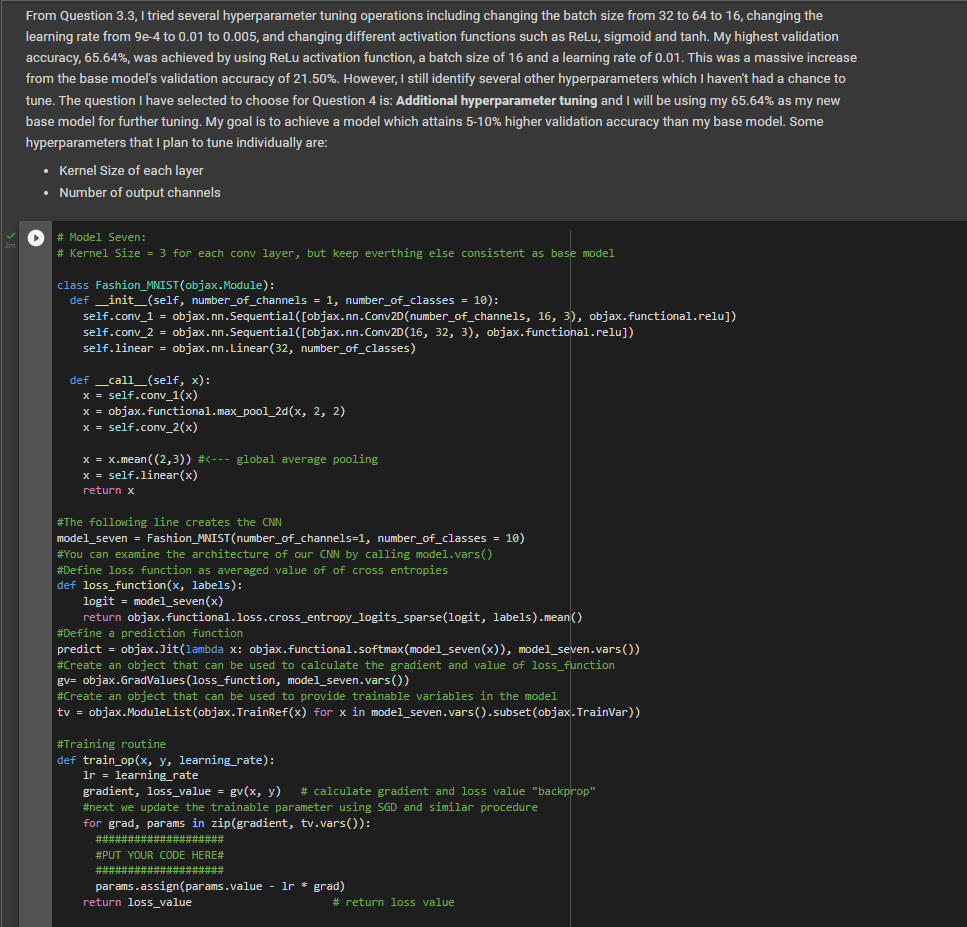 From Question 3.3, I tried several hyperparameter tuning operations including changing the batch size from 32 to 64 to 16, changing the
learning rate from 9e-4 to 0.01 to 0.005, and changing different activation functions such as ReLu, sigmoid and tanh. My highest validation
accuracy, 65.64%, was achieved by using ReLu activation function, a batch size of 16 and a learning rate of 0.01. This was a massive increase
from the base model's validation accuracy of 21.50%. However, I still identify several other hyperparameters which I haven't had a chance to
tune. The question I have selected to choose for Question 4 is: Additional hyperparameter tuning and I will be using my 65.64% as my new
base model for further tuning. My goal is to achieve a model which attains 5-10% higher validation accuracy than my base model. Some
hyperparameters that I plan to tune individually are:
• Kernel Size of each layer
• Number of output channels
3m
# Model Seven:
# Kernel Size = 3 for each conv layer, but keep everthing else consistent as base model
class Fashion_MNIST(objax.Module):
  def __init__(self, number_of_channels = 1, number_of_classes = 10):
    self.conv_1 = objax.nn.Sequential([objax.nn.Conv2D(number_of_channels, 16, 3), objax.functional.relu])
    self.conv_2 = objax.nn.Sequential([objax.nn.Conv2D(16, 32, 3), objax.functional.relu])
    self.linear = objax.nn.Linear(32, number_of_classes)
  def __call__(self, x):
    x = self.conv_1(x)
    x = objax.functional.max_pool_2d(x, 2, 2)
    x = self.conv_2(x)
    x = x.mean((2,3)) #<--- global average pooling
    x = self.linear(x)
    return x
#The following line creates the CNN
model_seven = Fashion_MNIST(number_of_channels=1, number_of_classes = 10)
#You can examine the architecture of our CNN by calling model.vars()
#Define loss function as averaged value of of cross entropies
def loss_function(x, labels):
    logit = model_seven(x)
    return objax.functional.loss.cross_entropy_logits_sparse(logit, labels).mean()
#Define a prediction function
predict = objax.Jit(lambda x: objax.functional.softmax(model_seven(x)), model_seven.vars())
#Create an object that can be used to calculate the gradient and value of loss_function
gv= objax.GradValues(loss_function, model_seven.vars())
#Create an object that can be used to provide trainable variables in the model
tv = objax.ModuleList(objax.TrainRef(x) for x in model_seven.vars().subset(objax.TrainVar))
#Training routine
def train_op(x, y, learning_rate):
    lr = learning_rate
    gradient, loss_value = gv(x, y)   # calculate gradient and loss value "backprop"
    #next we update the trainable parameter using SGD and similar procedure
    for grad, params in zip(gradient, tv.vars()):
      ####################
      #PUT YOUR CODE HERE#
      ####################
      params.assign(params.value - lr * grad)
    return loss_value                      # return loss value